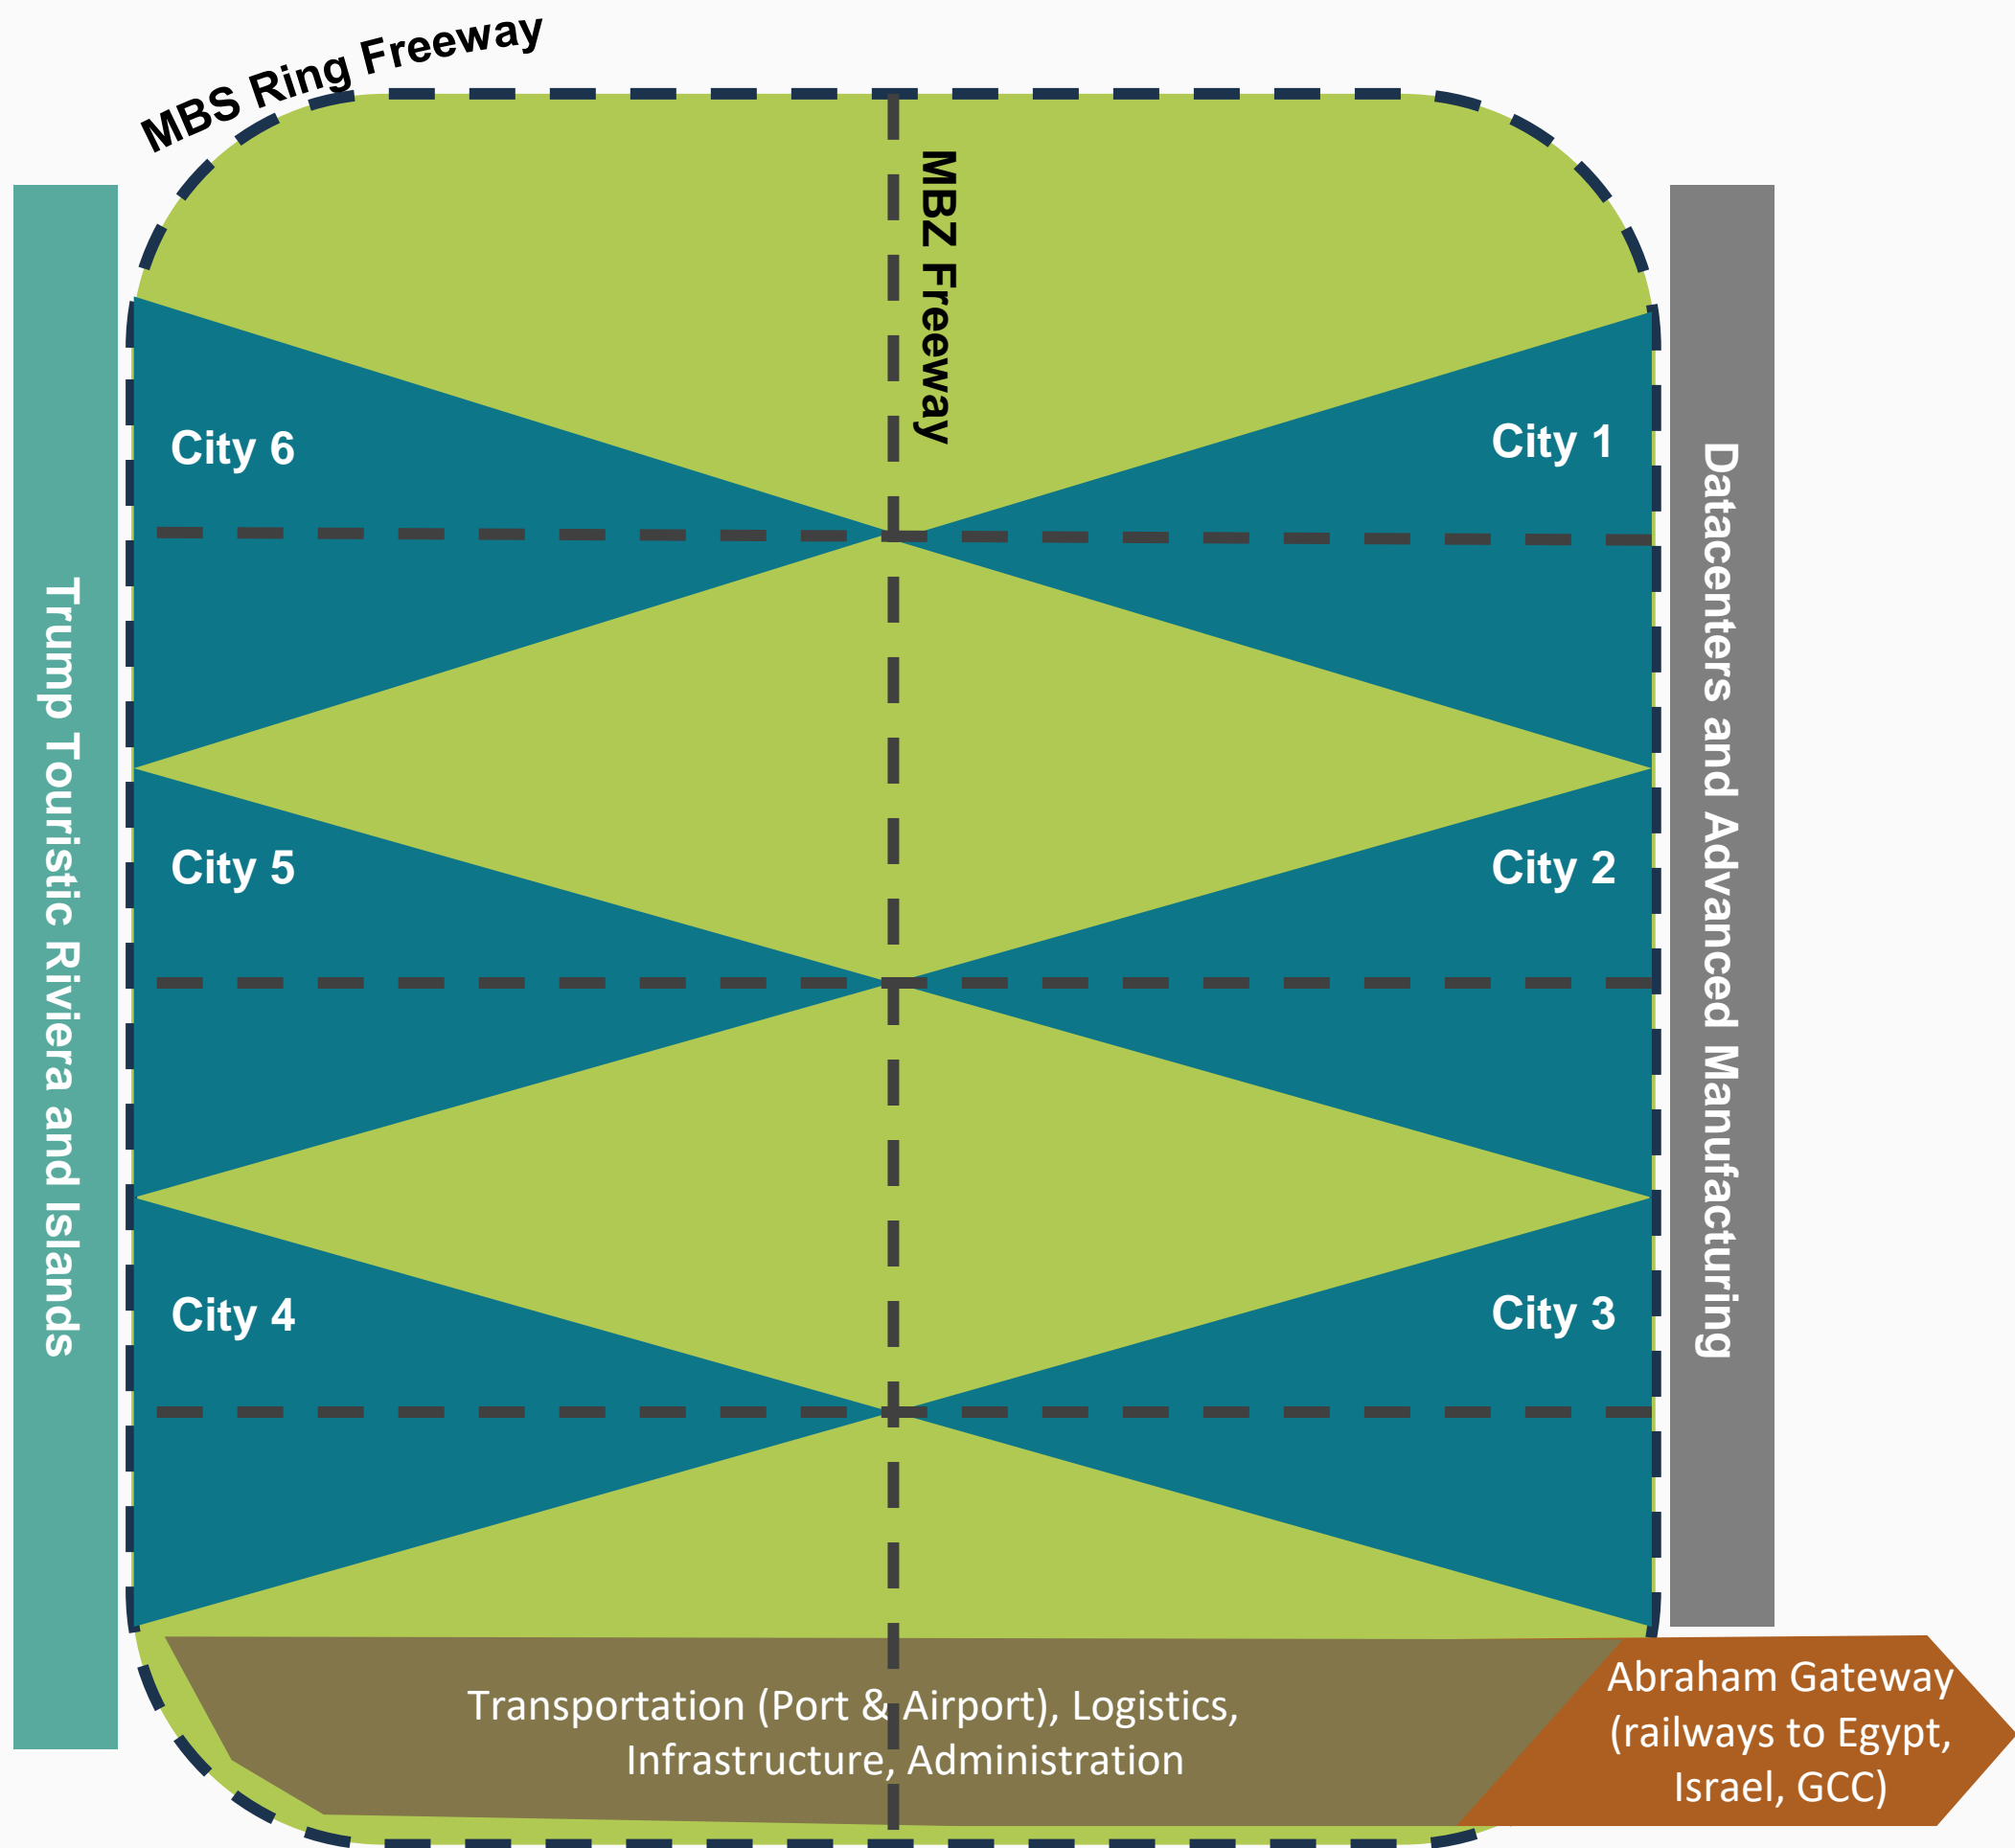 MBS Ring Freeway
MBZ Freeway
City 6
City 1
Trump Touristic Riviera and Islands
Datacenters and Advanced Manufacturing
City 5
City 2
City 4
City 3
Transportation (Port & Airport), Logistics,
Infrastructure, Administration
Abraham Gateway
(railways to Egypt,
Israel, GCC)